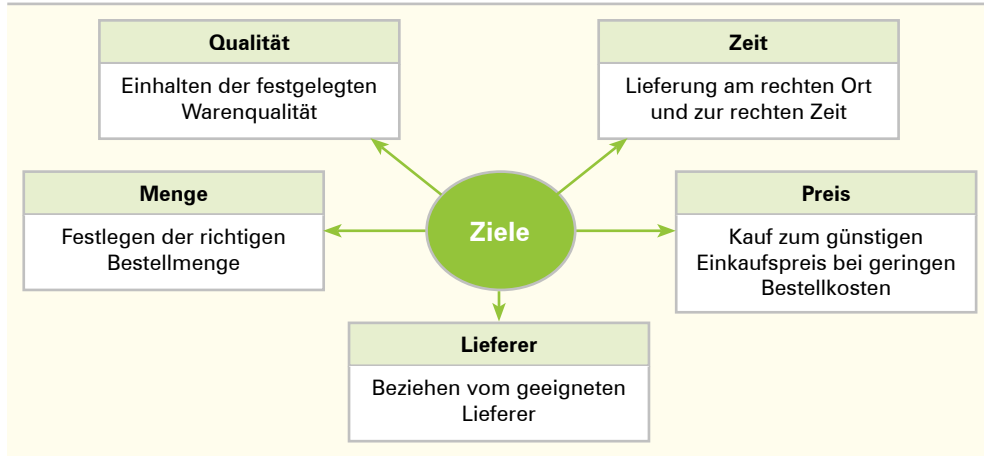 Qualität
Einhalten der festgelegten
Warenqualität
Zeit
Lieferung am rechten Ort
und zur rechten Zeit
Menge
Festlegen der richtigen
Bestellmenge
Ziele
Preis
Kauf zum günstigen
Einkaufspreis bei geringen
Bestellkosten
Lieferer
Beziehen vom geeigneten
Lieferer